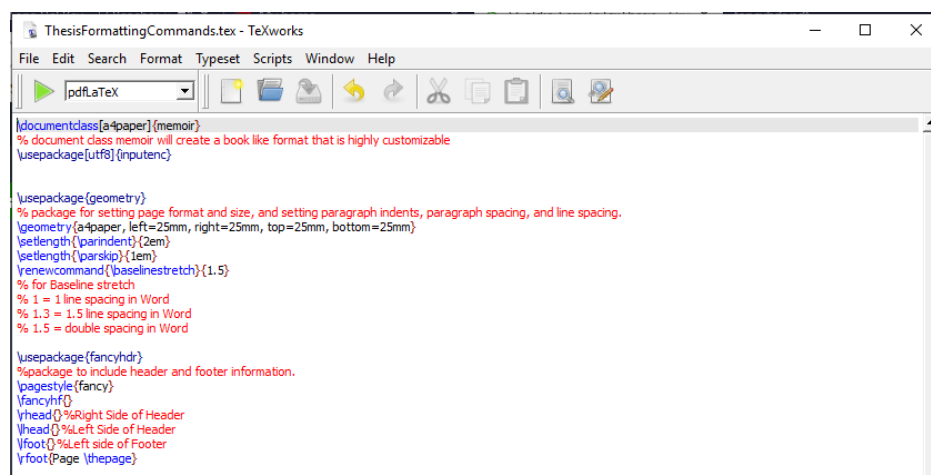 ThesisFormattingCommands.tex - TeXworks
File Edit Search Format Typeset Scripts Window Help
pdfLaTeX
\documentclass[a4paper]{memoir}
% document class memoir will create a book like format that is highly customizable
\usepackage[utf8]{inputenc}
\usepackage{geometry}
% package for setting page format and size, and setting paragraph indents, paragraph spacing, and line spacing.
\geometry{a4paper, left=25mm, right=25mm, top=25mm, bottom=25mm}
\setlength{\parindent}{2em}
\setlength{\parskip}{1em}
\renewcommand{\baselinestretch}{1.5}
% for Baseline stretch
% 1 = 1 line spacing in Word
% 1.3 = 1.5 line spacing in Word
% 1.5 = double spacing in Word
\usepackage{fancyhdr}
%package to include header and footer information.
\pagestyle{fancy}
\fancyhf{}
\rhead{}%Right Side of Header
\lhead{}%Left Side of Header
\lfoot{}%Left side of Footer
\rfoot{Page \thepage}